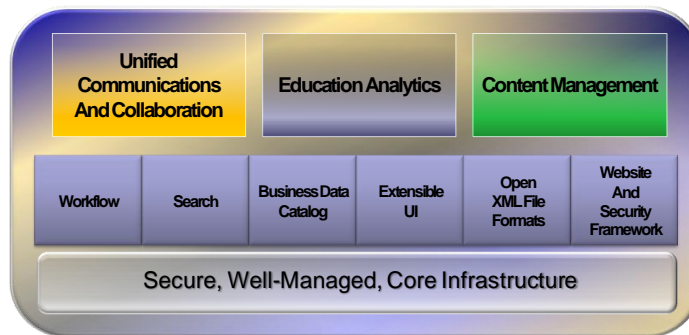 Unified
Communications
And Collaboration
Education Analytics
Content Management
Workflow
Search
Business Data
Catalog
Extensible
UI
Open
XML File
Formats
Website
And
Security
Framework
Secure, Well-Managed, Core Infrastructure